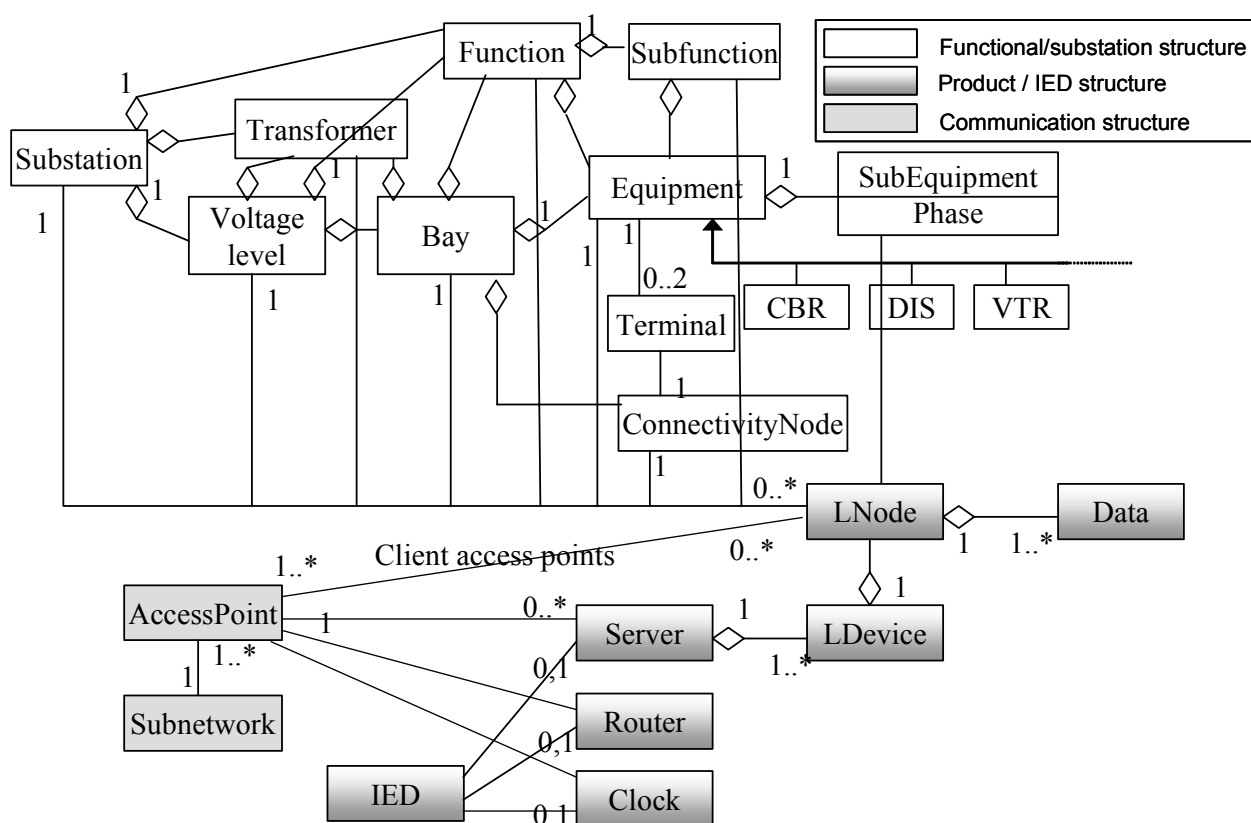 1
Function
Subfunction
Functional/substation structure
Product / IED structure
Communication structure
1
Transformer
Substation
1
1
Equipment
1
SubEquipment
Phase
1
1
Voltage
level
Bay
1
1
1
1
1
0..2
CBR
DIS
VTR
Terminal
1
ConnectivityNode
1
0..*
LNode
Data
1
1..*
0..*
Client access points
1..*
AccessPoint
1
0..*
Server
1
1
LDevice
1..*
1..*
1
0,1
Subnetwork
Router
0,1
IED
Clock
0,1